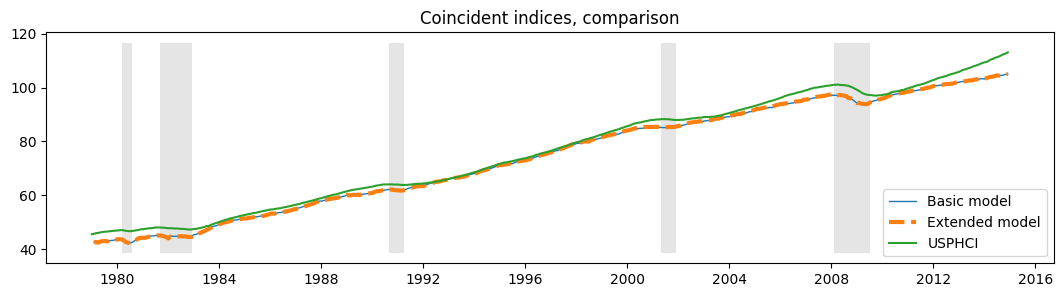 Coincident indices, comparison
120
100
80
60
40
Basic model
Extended model
USPHCI
1980 1984 1988 1992 1996 2000 2004 2008 2012 2016